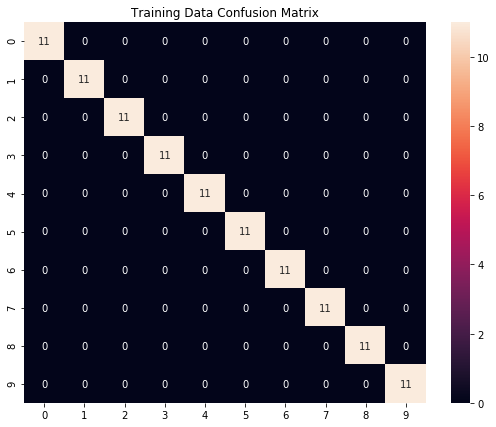 Training Data Confusion Matrix
0 11 0 0 0 0 0 0 0 0 0
1 0 11 0 0 0 0 0 0 0 0
2 0 0 11 0 0 0 0 0 0 0
3 0 0 0 11 0 0 0 0 0 0
4 0 0 0 0 11 0 0 0 0 0
5 0 0 0 0 0 11 0 0 0 0
6 0 0 0 0 0 0 11 0 0 0
7 0 0 0 0 0 0 0 11 0 0
8 0 0 0 0 0 0 0 0 11 0
9 0 0 0 0 0 0 0 0 0 11
0 1 2 3 4 5 6 7 8 9
10
8
6
4
2
0